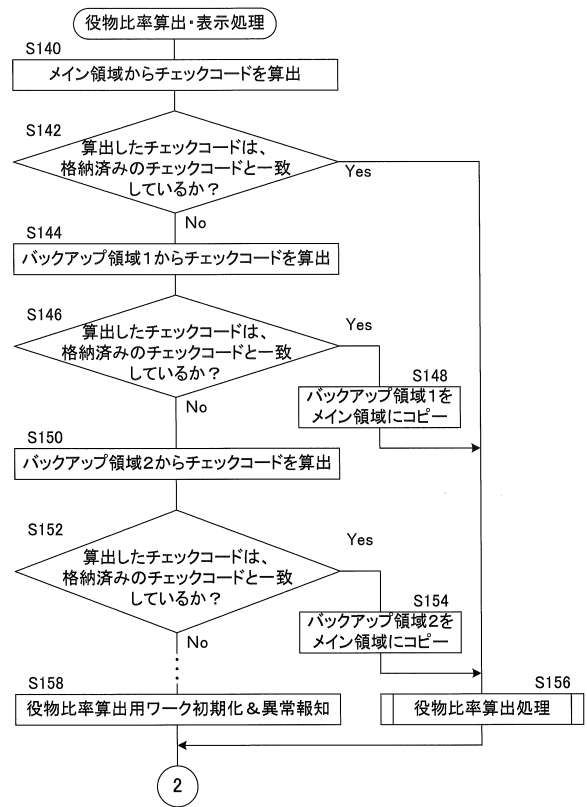 役物比率算出・表示処理
S140
メイン領域からチェックコードを算出
S142
算出したチェックコードは、
格納済みのチェックコードと一致
しているか?
Yes
No
S144
バックアップ領域1からチェックコードを算出
S146
算出したチェックコードは、
格納済みのチェックコードと一致
しているか?
Yes
S148
バックアップ領域1を
メイン領域にコピー
No
S150
バックアップ領域2からチェックコードを算出
S152
算出したチェックコードは、
格納済みのチェックコードと一致
しているか?
Yes
S154
バックアップ領域2を
メイン領域にコピー
No
S158
役物比率算出用ワーク初期化&異常報知
S156
役物比率算出処理
2